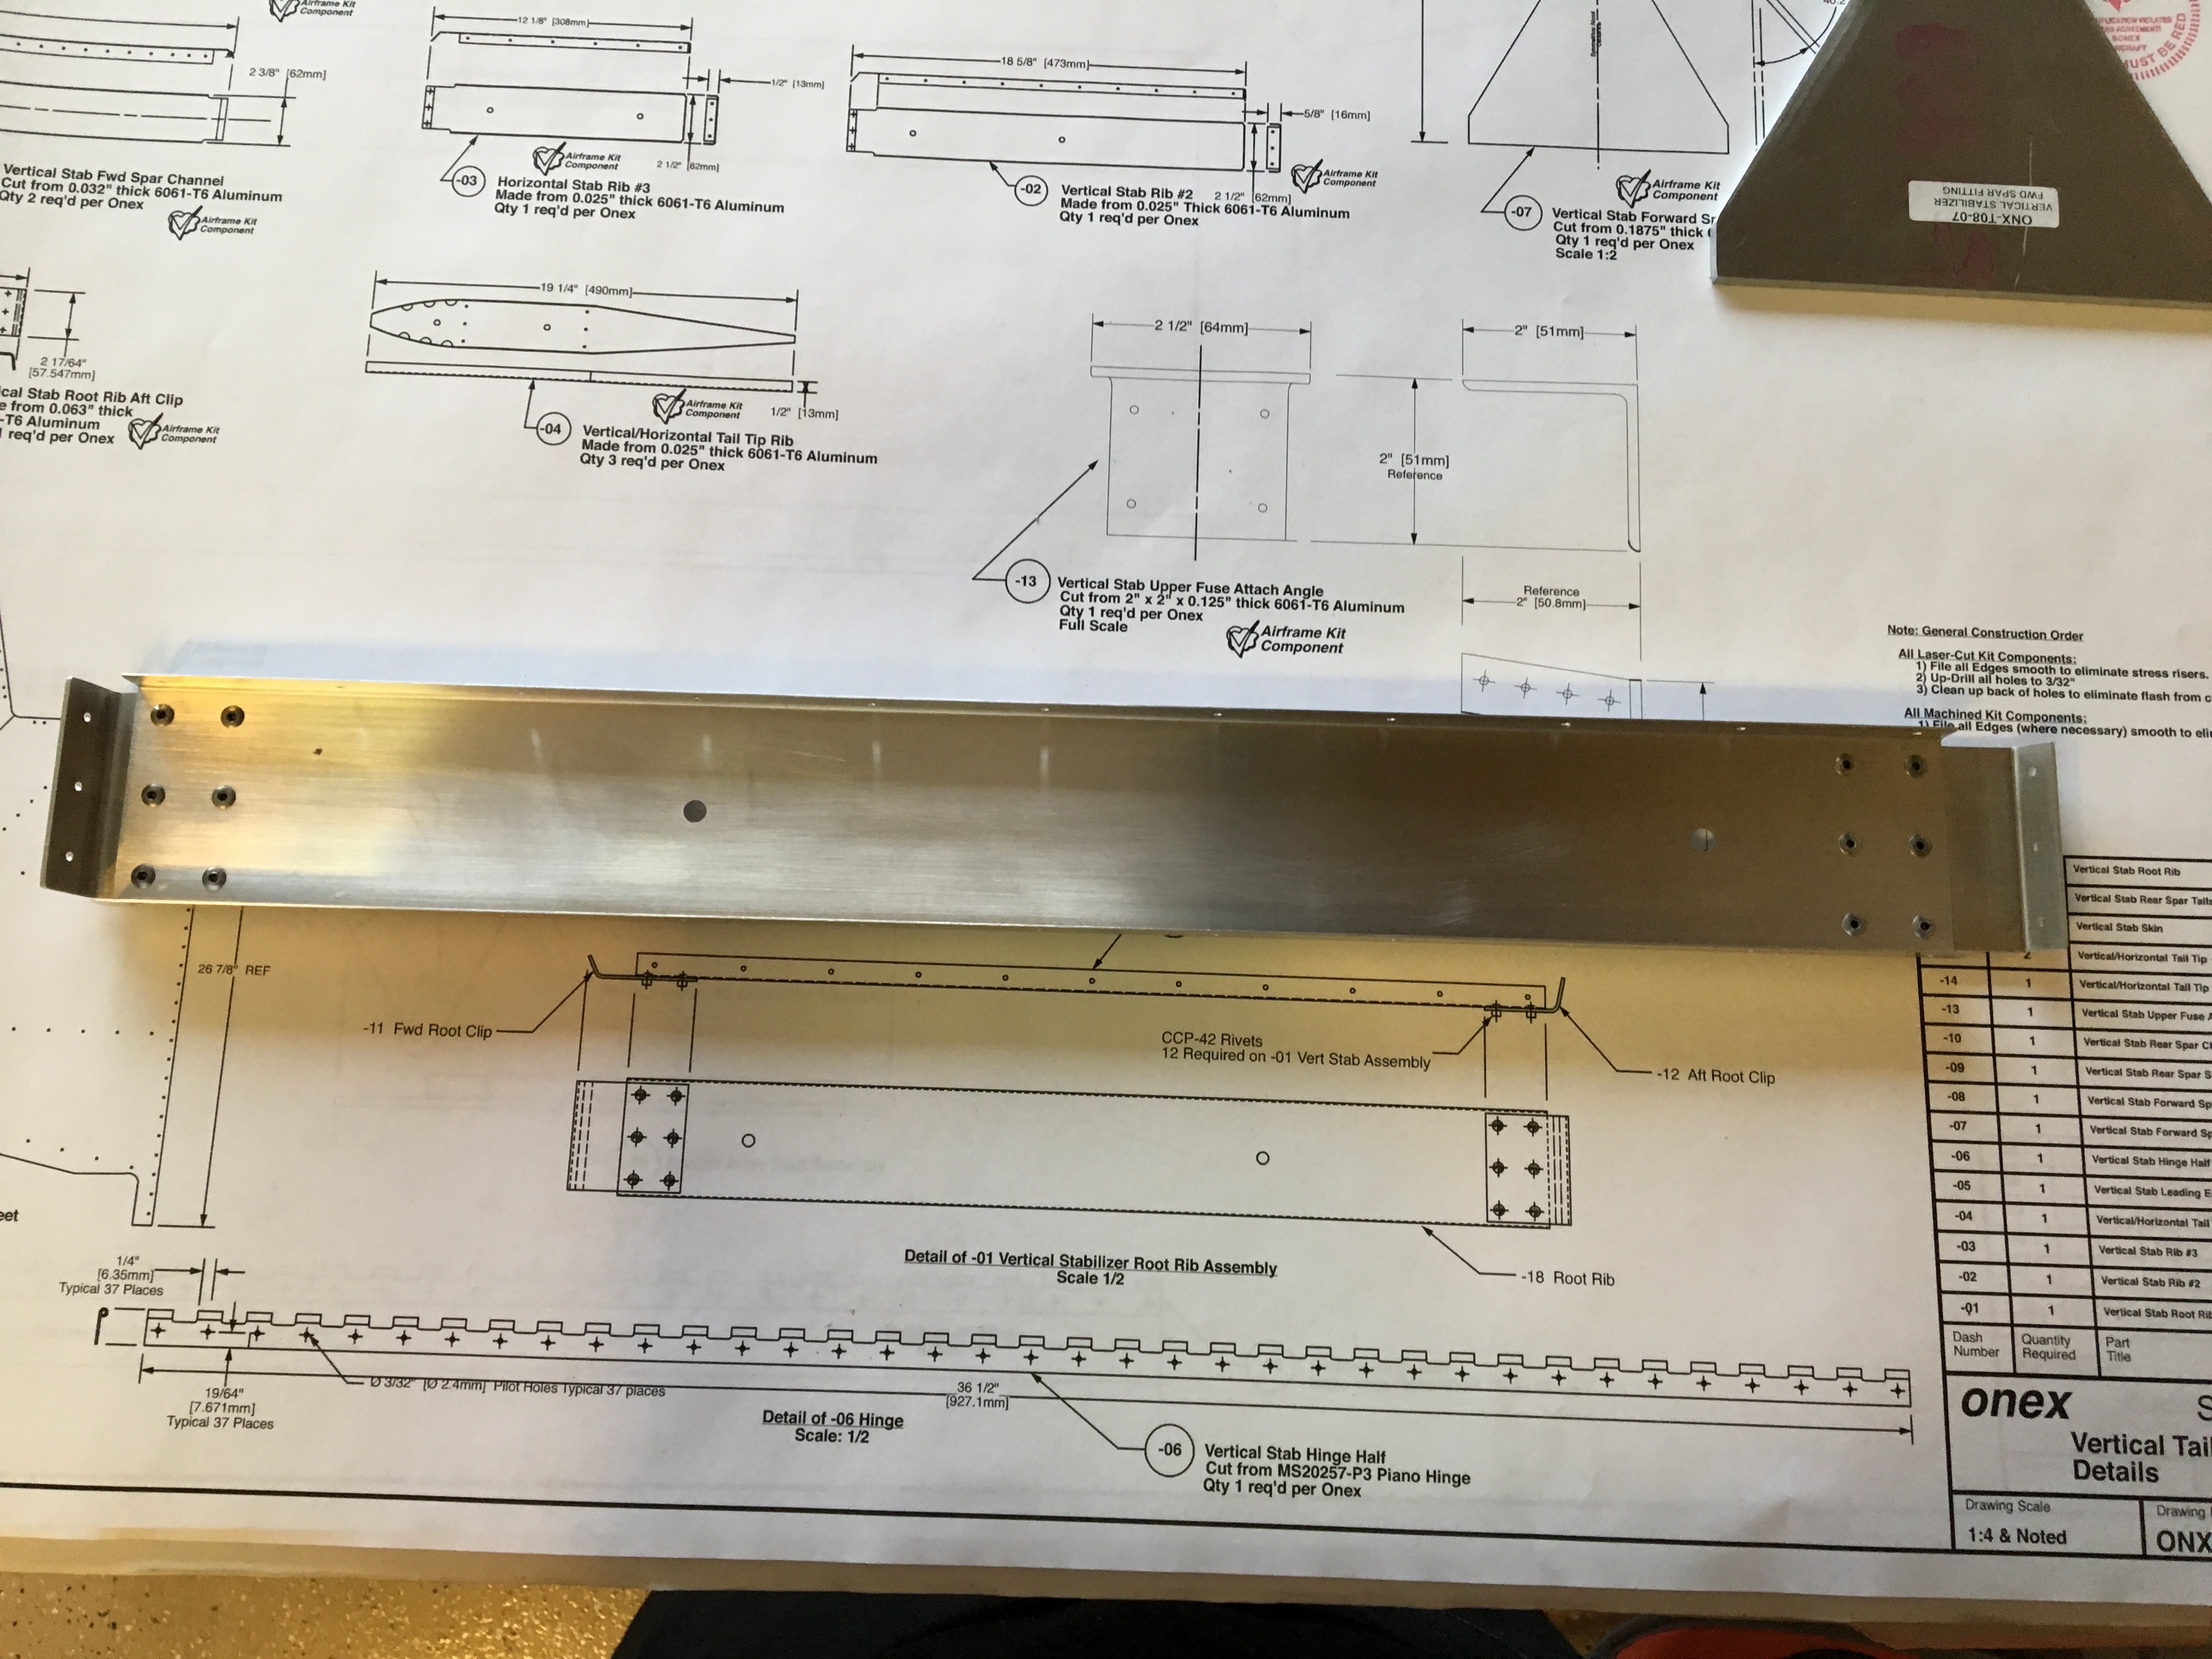 Airframe Kit
Component
2 3/8" [62mm]
Vertical Stab Fwd Spar Channel
Cut from 0.032" thick 6061-T6 Aluminum
Qty 2 req'd per Onex
Airframe Kit
Component
12 1/8" [308mm]
1/2" [13mm]
2 1/2" [62mm]
Airframe Kit
Component
-03
Horizontal Stab Rib #3
Made from 0.025" thick 6061-T6 Aluminum
Qty 1 req'd per Onex
18 5/8" [473mm]
5/8" [16mm]
Airframe Kit
Component
-02
Vertical Stab Rib #2
2 1/2" [62mm]
Made from 0.025" Thick 6061-T6 Aluminum
Qty 1 req'd per Onex
Airframe Kit
Component
-07
Vertical Stab Forward
Cut from 0.1875" thick
Qty 1 req'd per Onex
Scale 1:2
SONEX
MUST BE RED
ONX-T08-07
VERTICAL STABILIZER
FWD SPAR FITTING
2 17/64"
[57.547mm]
cal Stab Root Rib Aft Clip
e from 0.063" thick
-T6 Aluminum
req'd per Onex
Airframe Kit
Component
19 1/4" [490mm]
Airframe Kit
Component
1/2" [13mm]
-04
Vertical/Horizontal Tail Tip Rib
Made from 0.025" thick 6061-T6 Aluminum
Qty 3 req'd per Onex
2 1/2" [64mm]
2" [51mm]
2" [51mm]
Reference
-13
Vertical Stab Upper Fuse Attach Angle
Cut from 2" x 2" x 0.125" thick 6061-T6 Aluminum
Qty 1 req'd per Onex
Full Scale
Airframe Kit
Component
Reference
2" [50.8mm]
Note: General Construction Order
All Laser-Cut Kit Components:
1) File all Edges smooth to eliminate stress risers.
2) Up-Drill all holes to 3/32"
3) Clean up back of holes to eliminate flash from c
All Machined Kit Components:
1) File all Edges (where necessary) smooth to eli
26 7/8" REF
-11 Fwd Root Clip
CCP-42 Rivets
12 Required on -01 Vert Stab Assembly
-12 Aft Root Clip
Detail of -01 Vertical Stabilizer Root Rib Assembly
Scale 1/2
-18 Root Rib
eet
1/4"
[6.35mm]
Typical 37 Places
19/64"
[7.671mm]
Typical 37 Places
Ø 3/32" [Ø 2.4mm] Pilot Holes Typical 37 places
36 1/2"
[927.1mm]
Detail of -06 Hinge
Scale: 1/2
-06
Vertical Stab Hinge Half
Cut from MS20257-P3 Piano Hinge
Qty 1 req'd per Onex
Vertical Stab Root Rib
Vertical Stab Rear Spar
Vertical Stab Skin
2 Vertical/Horizontal Tail Tip
-14 1 Vertical/Horizontal Tail Tip
-13 1 Vertical Stab Upper Fuse A
-10 1 Vertical Stab Rear Spar
-09 1 Vertical Stab Rear Spar S
-08 1 Vertical Stab Forward Sp
-07 1 Vertical Stab Forward Sp
-06 1 Vertical Stab Hinge Half
-05 1 Vertical Stab Leading E
-04 1 Vertical/Horizontal Tail
-03 1 Vertical Stab Rib #3
-02 1 Vertical Stab Rib #2
-01 1 Vertical Stab Root Rib
Dash Number
Quantity Required
Part Title
onex S
Vertical Tail
Details
Drawing Scale
1:4 & Noted
Drawing
ONX